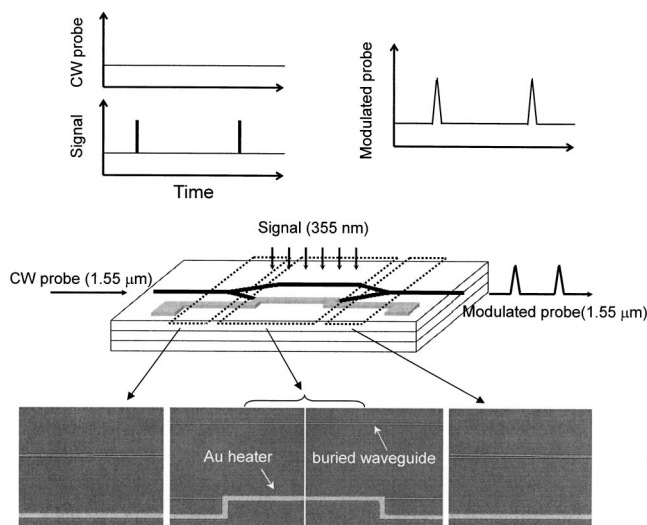 CW probe
Signal
Time
Modulated probe
Signal (355 nm)
CW probe (1.55 μm)
Modulated probe(1.55 μm)
Au heater
buried waveguide